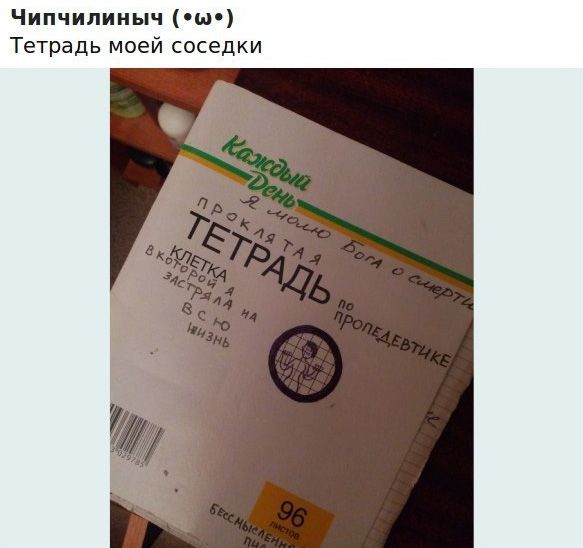 Чипчилиныч (•ω•)
Тетрадь моей соседки
Каждый
День
Я молю Бога о смерти
ПРОКЛЯТАЯ
ТЕТРАДЬ
по
ПРОПЕДЕВТИКЕ
КЛЕТКА
В КОТОРОЙ Я
ЗАСТРЯЛА НА
ВСЮ
ЖИЗНЬ
96
листов